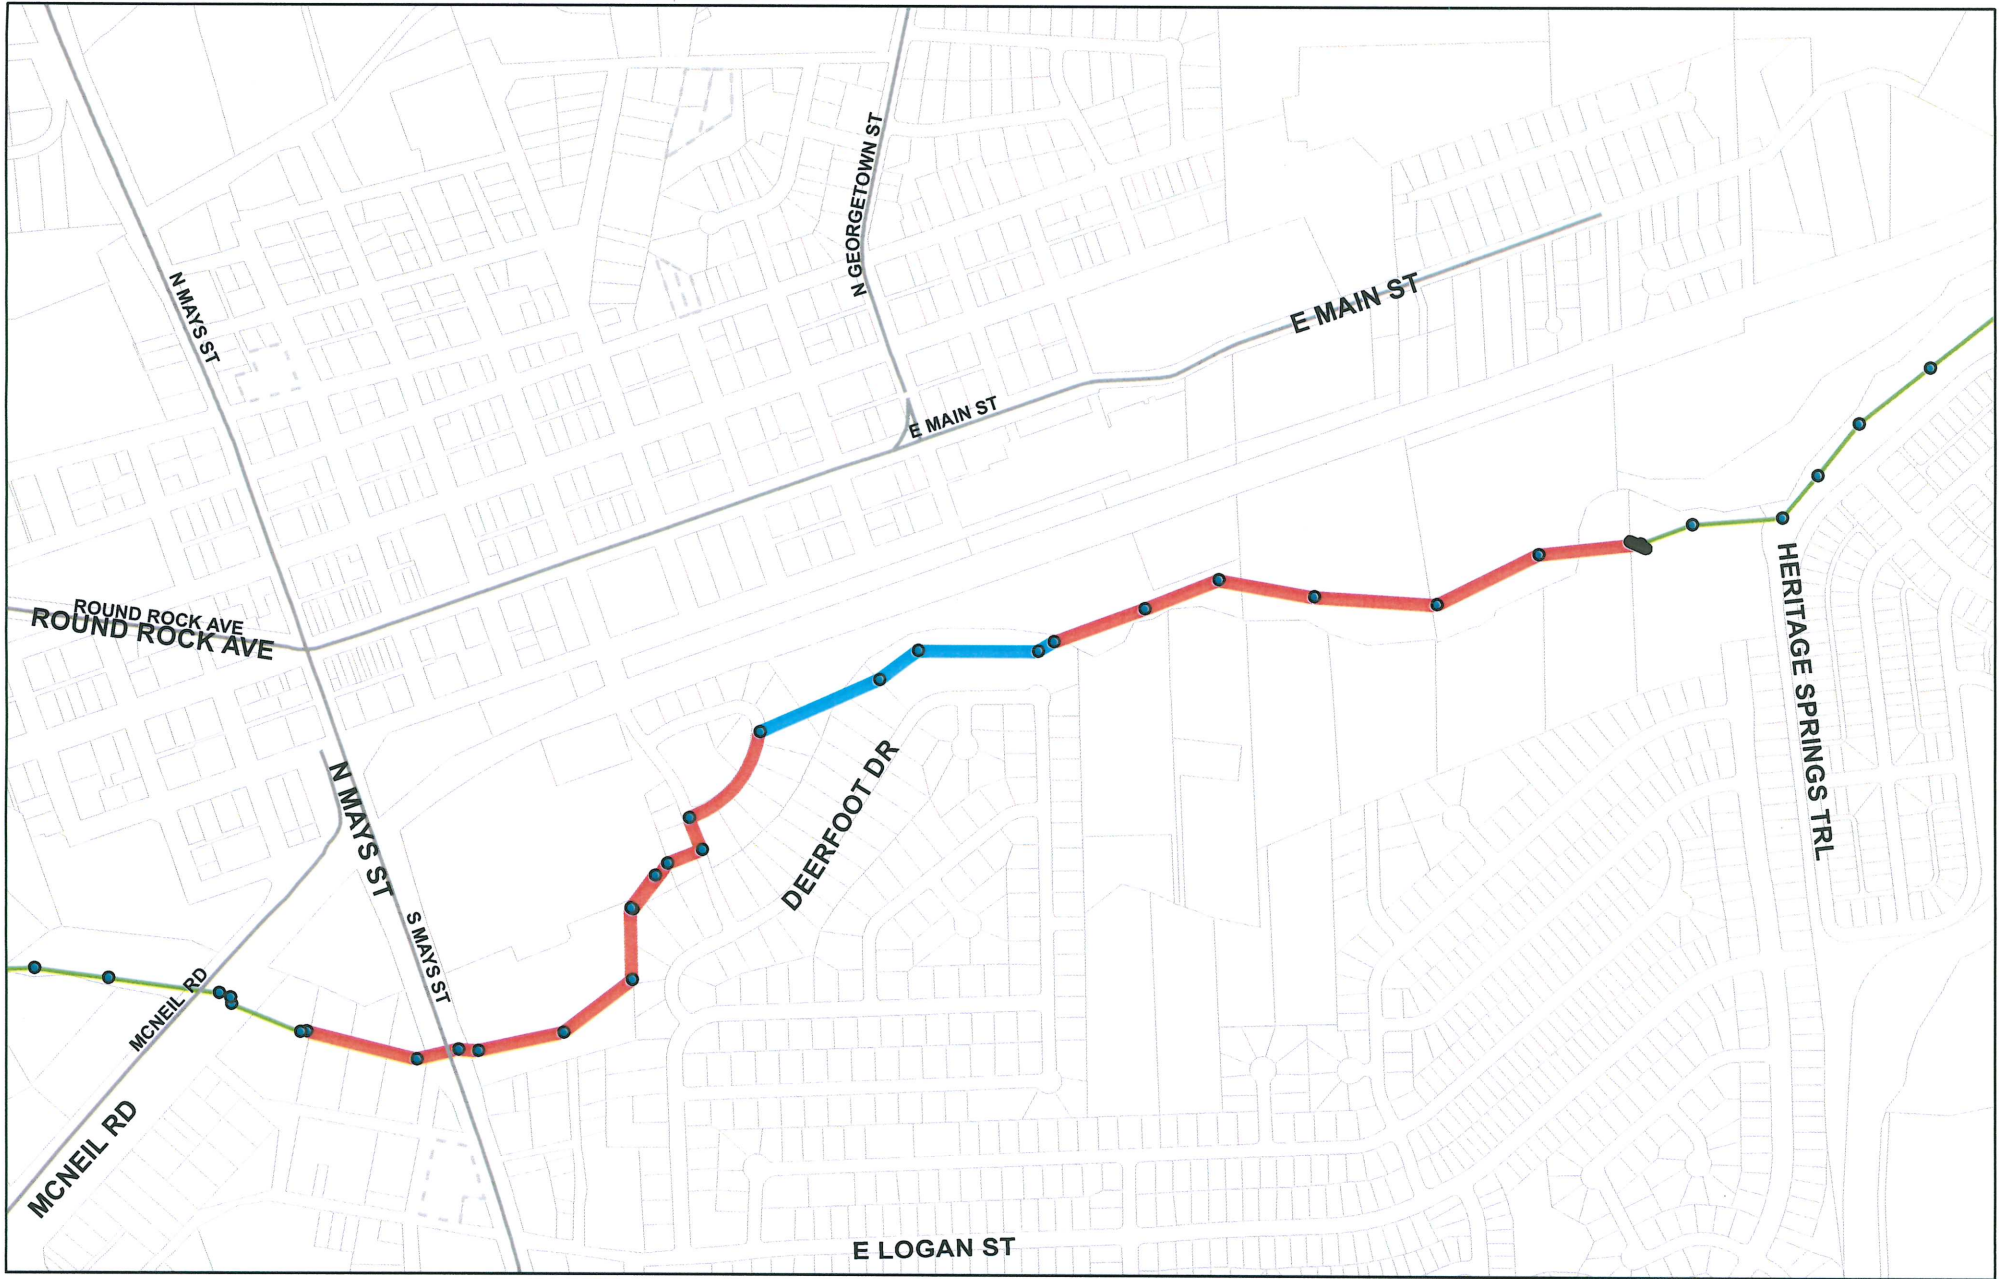 N GEORGETOWN ST
N MAYS ST
E MAIN ST
E MAIN ST
ROUND ROCK AVE
ROUND ROCK AVE
HERITAGE SPRINGS TRL
N MAYS ST
DEERFOOT DR
S MAYS ST
MCNEIL RD
MCNEIL RD
E LOGAN ST